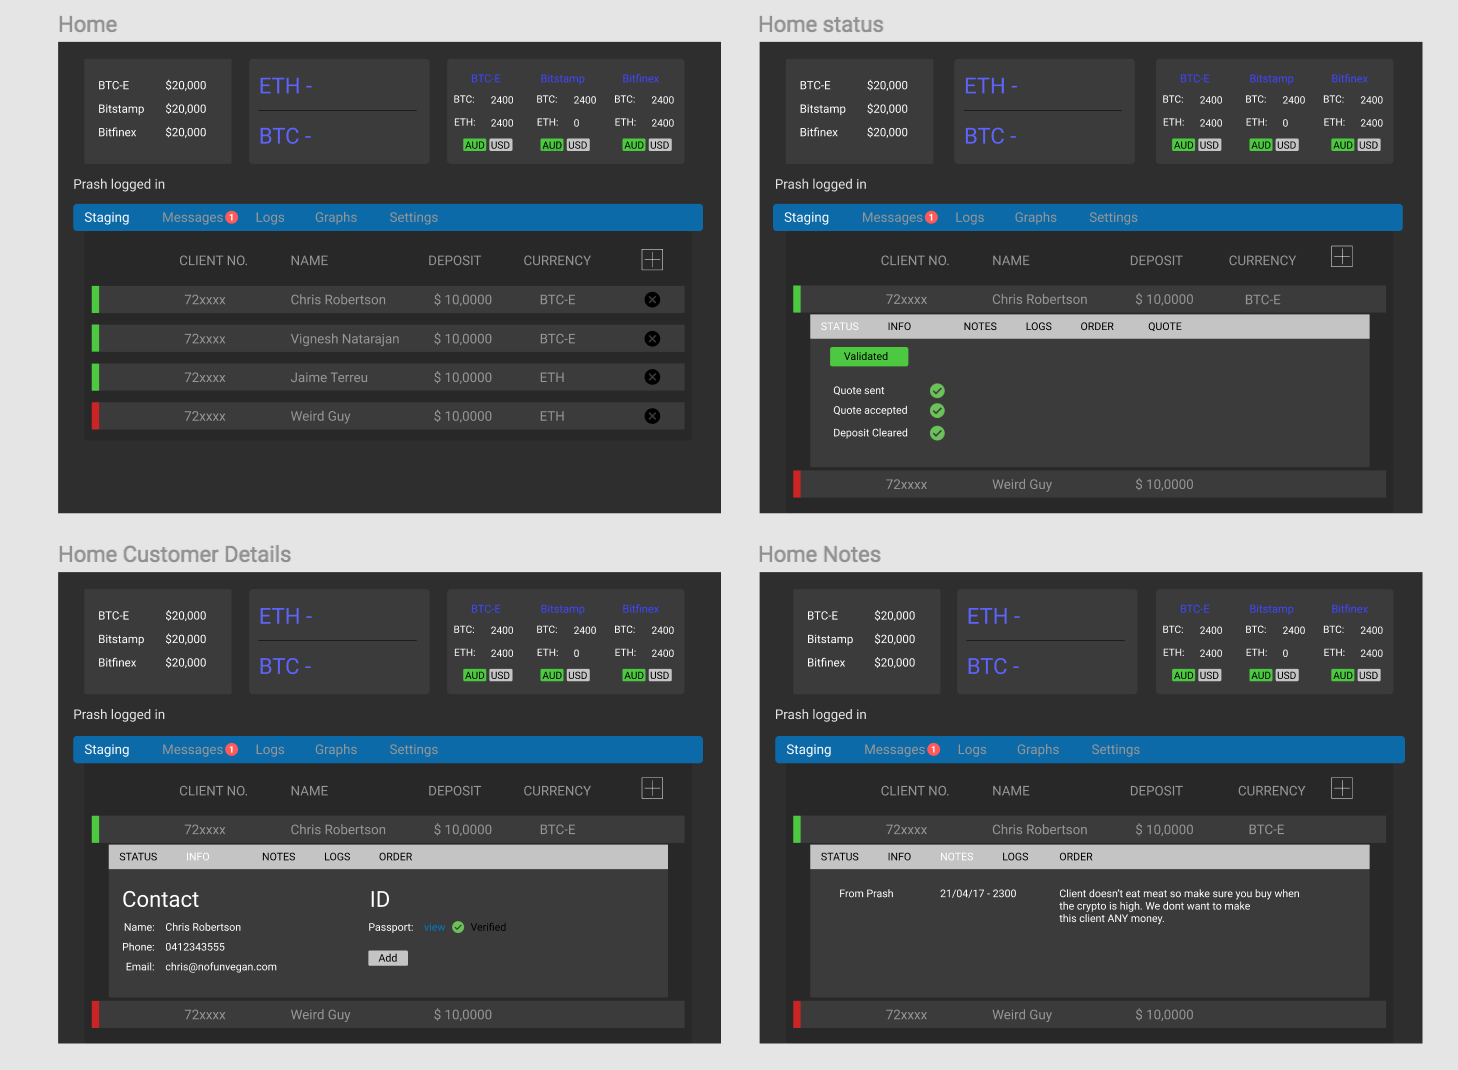 Home
BTC-E $20,000
Bitstamp $20,000
Bitfinex $20,000
ETH -
BTC -
BTC-E Bitstamp Bitfinex
BTC: 2400 BTC: 2400 BTC: 2400
ETH: 2400 ETH: 0 ETH: 2400
AUD USD AUD USD AUD USD
Prash logged in
Staging Messages 1 Logs Graphs Settings
CLIENT NO. NAME DEPOSIT CURRENCY
72xxxx Chris Robertson $ 10,0000 BTC-E
72xxxx Vignesh Natarajan $ 10,0000 BTC-E
72xxxx Jaime Terreu $ 10,0000 ETH
72xxxx Weird Guy $ 10,0000 ETH
Home status
BTC-E $20,000
Bitstamp $20,000
Bitfinex $20,000
ETH -
BTC -
BTC-E Bitstamp Bitfinex
BTC: 2400 BTC: 2400 BTC: 2400
ETH: 2400 ETH: 0 ETH: 2400
AUD USD AUD USD AUD USD
Prash logged in
Staging Messages 1 Logs Graphs Settings
CLIENT NO. NAME DEPOSIT CURRENCY
72xxxx Chris Robertson $ 10,0000 BTC-E
STATUS INFO NOTES LOGS ORDER QUOTE
Validated
Quote sent
Quote accepted
Deposit Cleared
72xxxx Weird Guy $ 10,0000
Home Customer Details
BTC-E $20,000
Bitstamp $20,000
Bitfinex $20,000
ETH -
BTC -
BTC-E Bitstamp Bitfinex
BTC: 2400 BTC: 2400 BTC: 2400
ETH: 2400 ETH: 0 ETH: 2400
AUD USD AUD USD AUD USD
Prash logged in
Staging Messages 1 Logs Graphs Settings
CLIENT NO. NAME DEPOSIT CURRENCY
72xxxx Chris Robertson $ 10,0000 BTC-E
STATUS INFO NOTES LOGS ORDER
Contact
Name: Chris Robertson
Phone: 0412343555
Email: chris@nofunvegan.com
ID
Passport: view Verified
Add
72xxxx Weird Guy $ 10,0000
Home Notes
BTC-E $20,000
Bitstamp $20,000
Bitfinex $20,000
ETH -
BTC -
BTC-E Bitstamp Bitfinex
BTC: 2400 BTC: 2400 BTC: 2400
ETH: 2400 ETH: 0 ETH: 2400
AUD USD AUD USD AUD USD
Prash logged in
Staging Messages 1 Logs Graphs Settings
CLIENT NO. NAME DEPOSIT CURRENCY
72xxxx Chris Robertson $ 10,0000 BTC-E
STATUS INFO NOTES LOGS ORDER
From Prash 21/04/17 - 2300 Client doesn't eat meat so make sure you buy when
the crypto is high. We dont want to make
this client ANY money.
72xxxx Weird Guy $ 10,0000